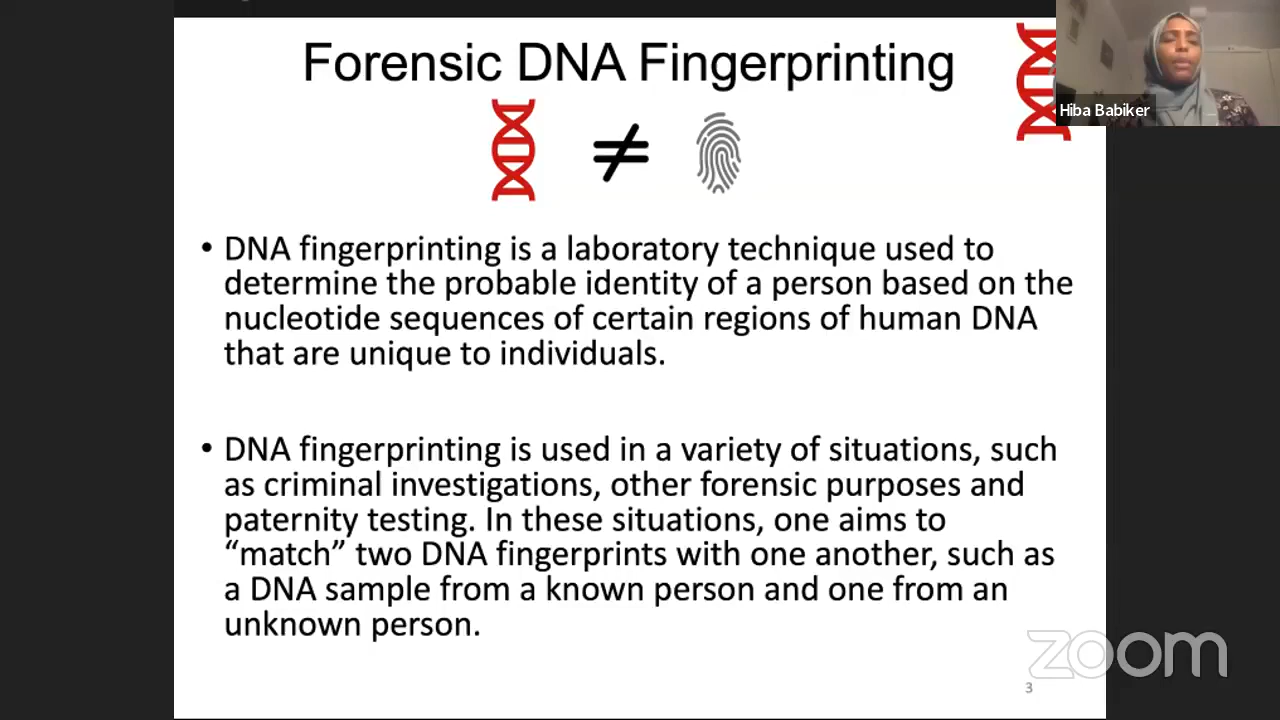 Forensic DNA Fingerprinting
≠
Hiba Babiker
• DNA fingerprinting is a laboratory technique used to
determine the probable identity of a person based on the
nucleotide sequences of certain regions of human DNA
that are unique to individuals.
• DNA fingerprinting is used in a variety of situations, such
as criminal investigations, other forensic purposes and
paternity testing. In these situations, one aims to
“match” two DNA fingerprints with one another, such as
a DNA sample from a known person and one from an
unknown person.
zoom
3